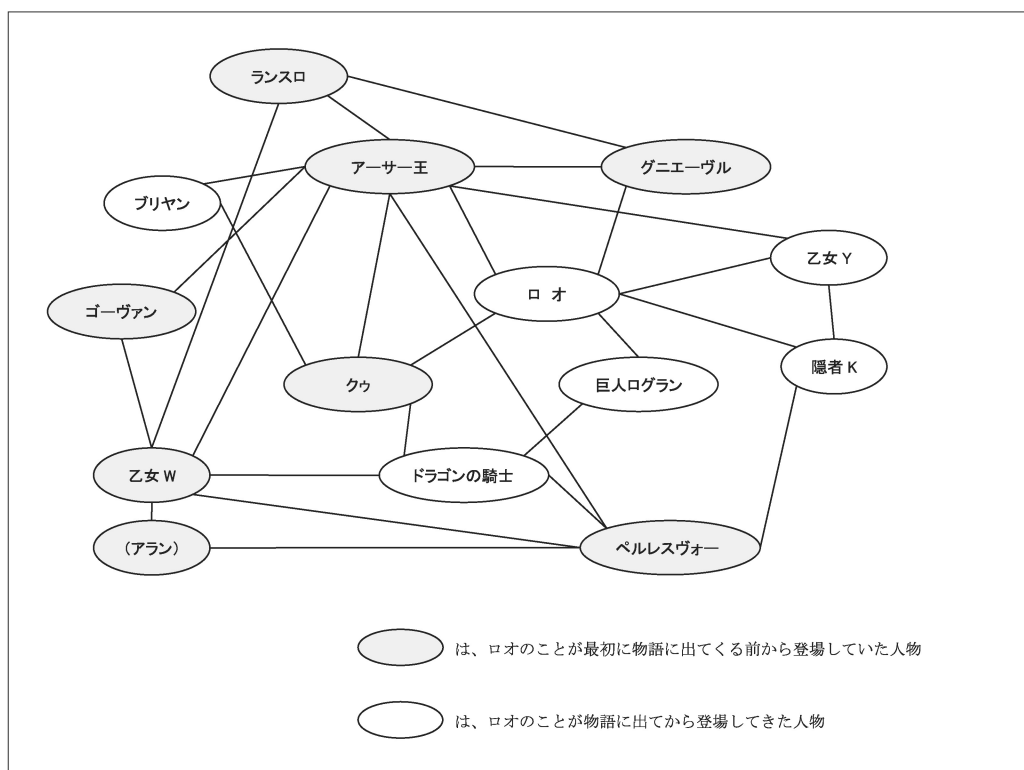 ランスロ
アーサー王
グニエーヴル
ブリヤン
乙女 Y
ロ オ
ゴーヴァン
隠者 K
クゥ
巨人ログラン
乙女 W
ドラゴンの騎士
(アラン)
ペルレスヴォー
は、ロオのことが最初に物語に出てくる前から登場していた人物
は、ロオのことが物語に出てから登場してきた人物